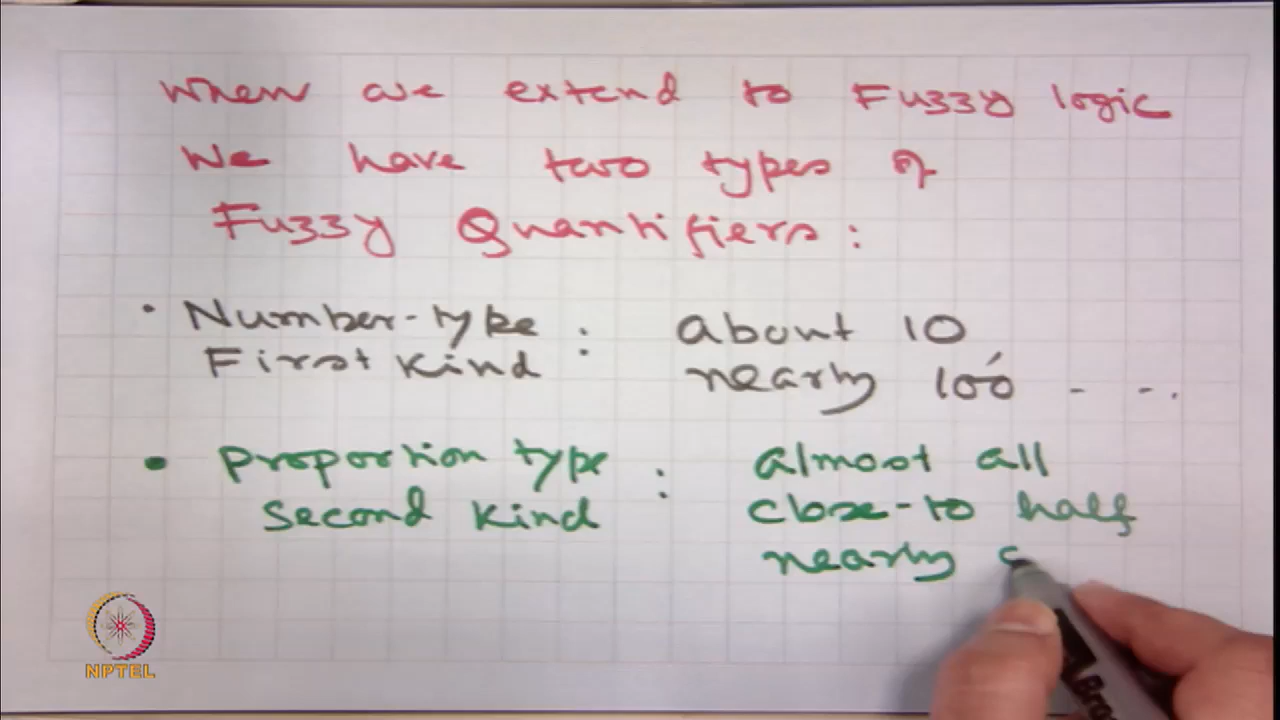 When we extend to Fuzzy logic
We have two types of
Fuzzy Quantifiers:
• Number-type : about 10
First Kind nearly 100 - - .
• Proportion type : almost all
Second Kind close-to half
nearly
NPTEL